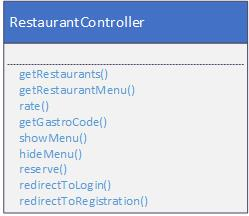 RestaurantController
getRestaurants()
getRestaurantMenu()
rate()
getGastroCode()
showMenu()
hideMenu()
reserve()
redirectToLogin()
redirectToRegistration()